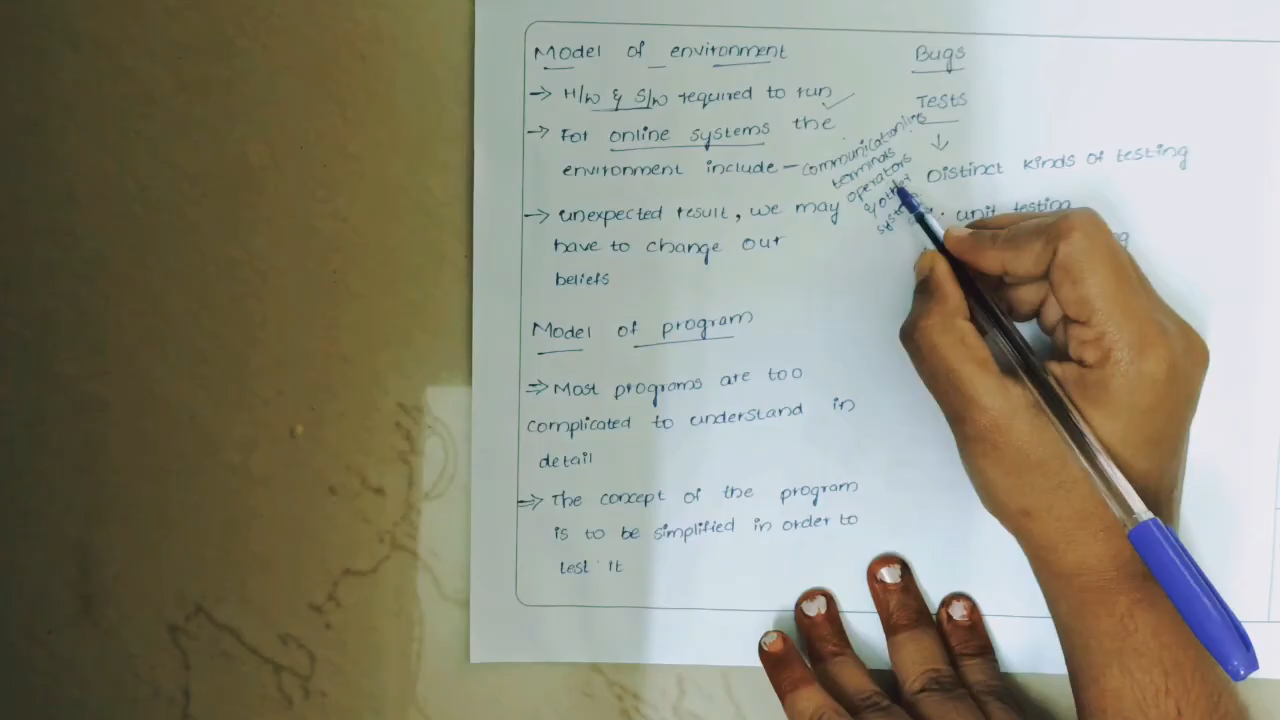 Model of environment
→ H/W & S/W required to run
→ For online systems the
environment include - communication line
terminals
operators
& other
systems
→ unexpected result, we may
have to change our
beliefs
Model of program
⇒ Most programs are too
complicated to understand in
detail
⇒ The concept of the program
is to be simplified in order to
test it
Bugs
Tests
↓
Distinct kinds of testing
unit testing